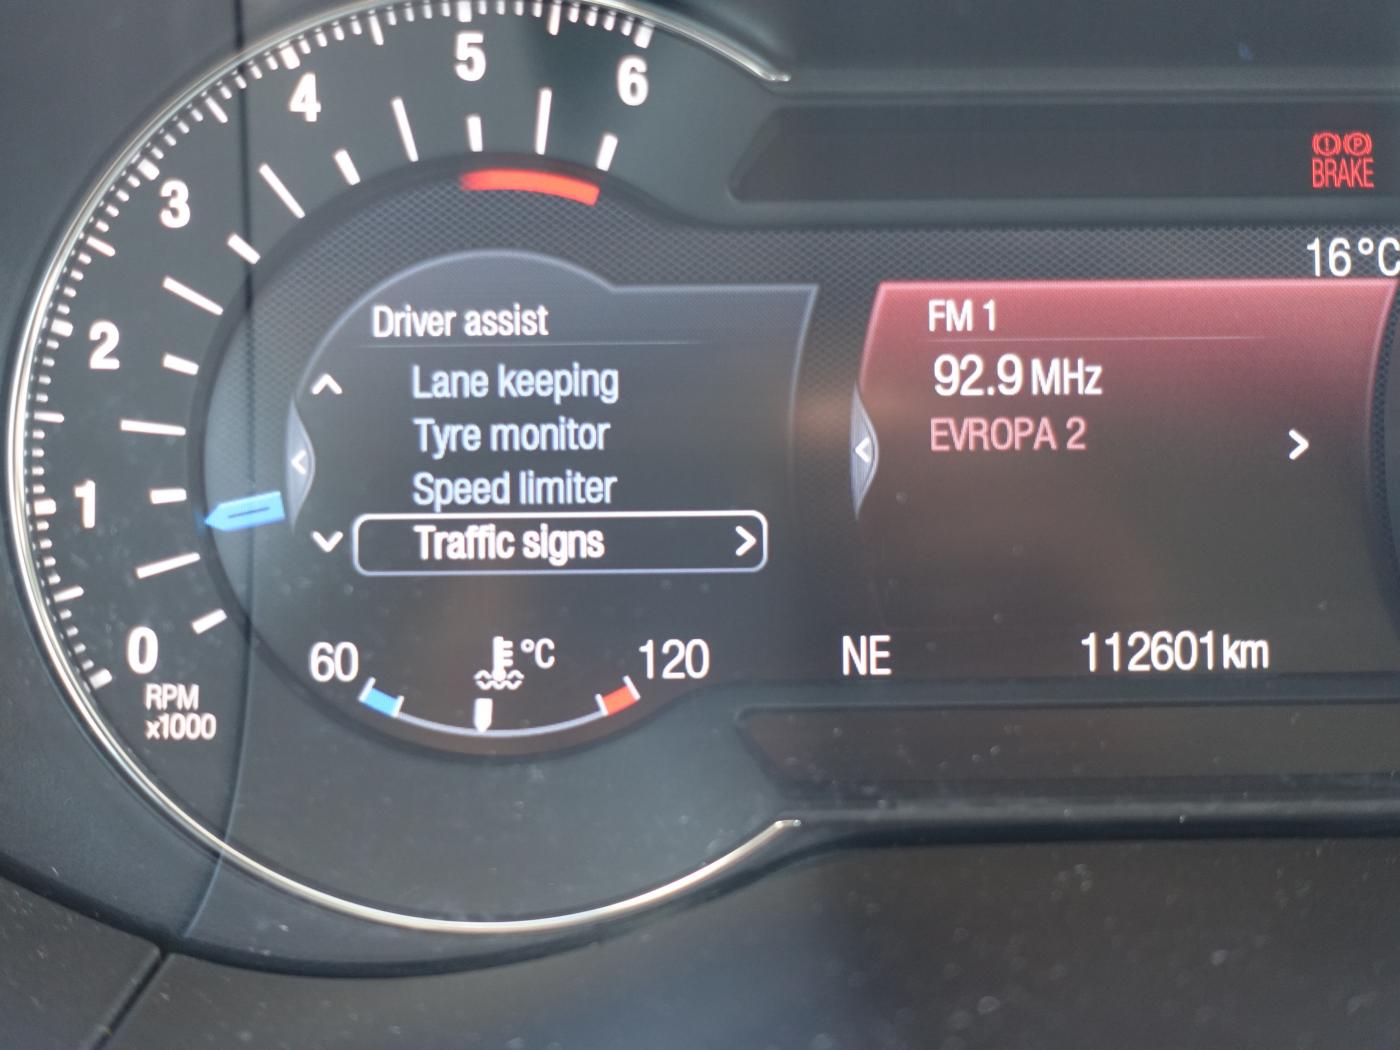 6
5
4
3
2
1
0
RPM
x1000
BRAKE
16°C
Driver assist
Lane keeping
Tyre monitor
Speed limiter
Traffic signs
60
°C
120
FM 1
92.9 MHz
EVROPA 2
NE
112601 km